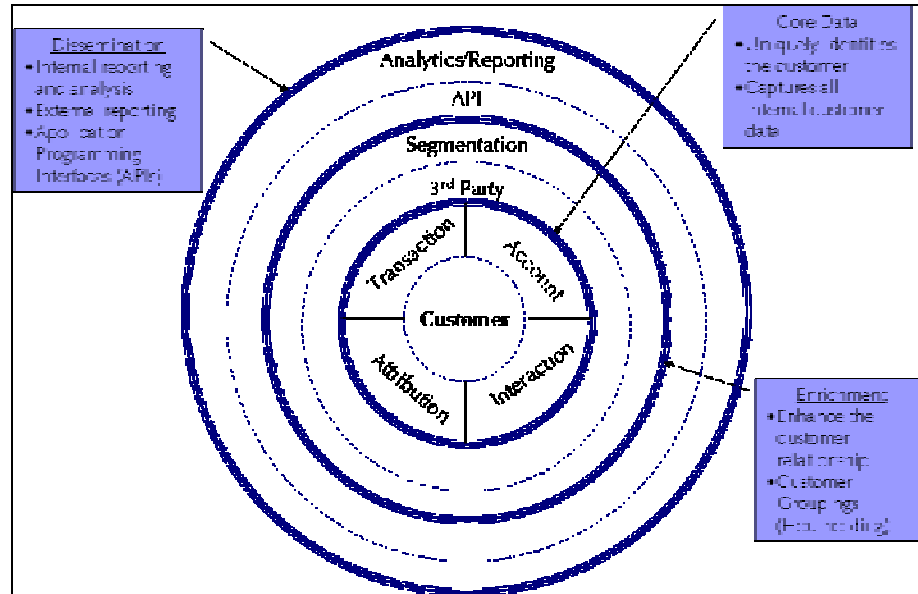 Dissemination
•Internal reporting
and analysis
•External reporting
•Application
Programming
Interfaces (APIs)
Core Data
•Uniquely identifies
the customer
•Captures all
internal customer
data
Analytics/Reporting
API
Segmentation
3rd Party
Transaction
Account
Customer
Attribution
Interaction
Enrichment
•Enhance the
customer
relationship
•Customer
Groupings